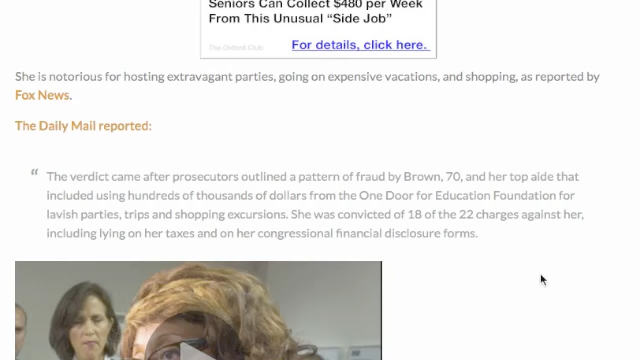 Seniors Can Collect $480 per Week
From This Unusual “Side Job”
The Oxford Club
For details, click here.
She is notorious for hosting extravagant parties, going on expensive vacations, and shopping, as reported by
Fox News.
The Daily Mail reported:
“ The verdict came after prosecutors outlined a pattern of fraud by Brown, 70, and her top aide that
included using hundreds of thousands of dollars from the One Door for Education Foundation for
lavish parties, trips and shopping excursions. She was convicted of 18 of the 22 charges against her,
including lying on her taxes and on her congressional financial disclosure forms.